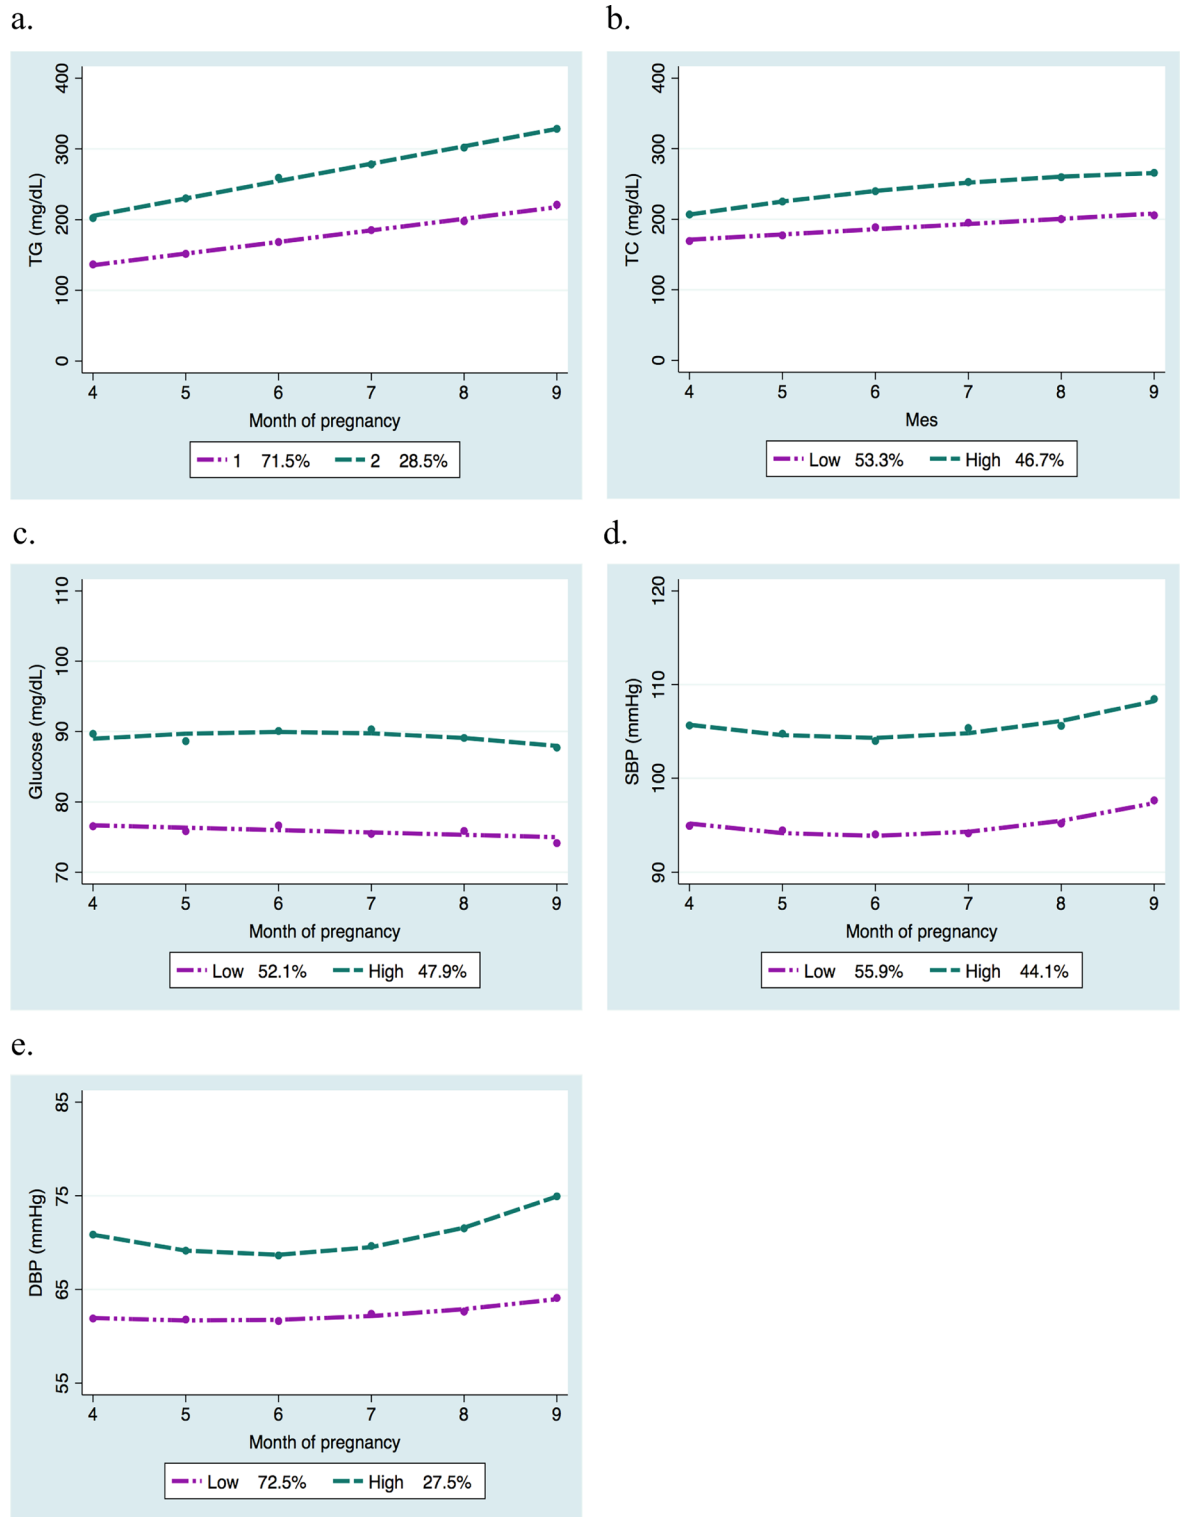 a.
400
300
200
100
0
TG (mg/dL)
4 5 6 7 8 9
Month of pregnancy
1 71.5% 2 28.5%
b.
400
300
200
100
0
TC (mg/dL)
4 5 6 7 8 9
Mes
Low 53.3% High 46.7%
c.
110
100
90
80
70
Glucose (mg/dL)
4 5 6 7 8 9
Month of pregnancy
Low 52.1% High 47.9%
d.
120
110
100
90
SBP (mmHg)
4 5 6 7 8 9
Month of pregnancy
Low 55.9% High 44.1%
e.
85
75
65
55
DBP (mmHg)
4 5 6 7 8 9
Month of pregnancy
Low 72.5% High 27.5%